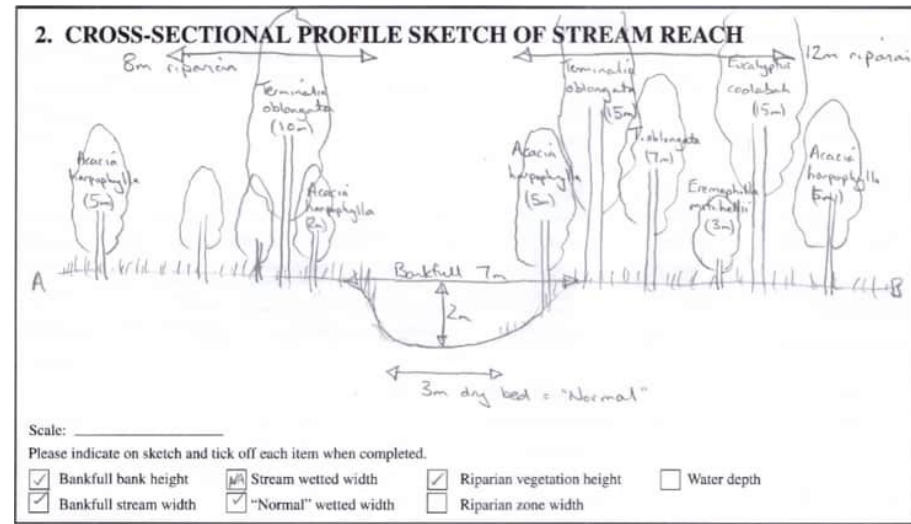 2. CROSS-SECTIONAL PROFILE SKETCH OF STREAM REACH
8m riparian
12m riparian
Terminalia
oblongata
(10m)
Terminalia
oblongata
(15m)
Eucalyptus
coolabah
(15m)
Acacia
harpophylla
(5m)
Acacia
harpophylla
(2m)
Acacia
harpophylla
(5m)
T. oblongata
(7m)
Eremophila
mitchellii
(3m)
Acacia
harpophylla
A
Bankfull 7m
B
2m
3m dry bed = "Normal"
Scale:
Please indicate on sketch and tick off each item when completed.
Bankfull bank height
N/A Stream wetted width
Riparian vegetation height
Water depth
Bankfull stream width
"Normal" wetted width
Riparian zone width